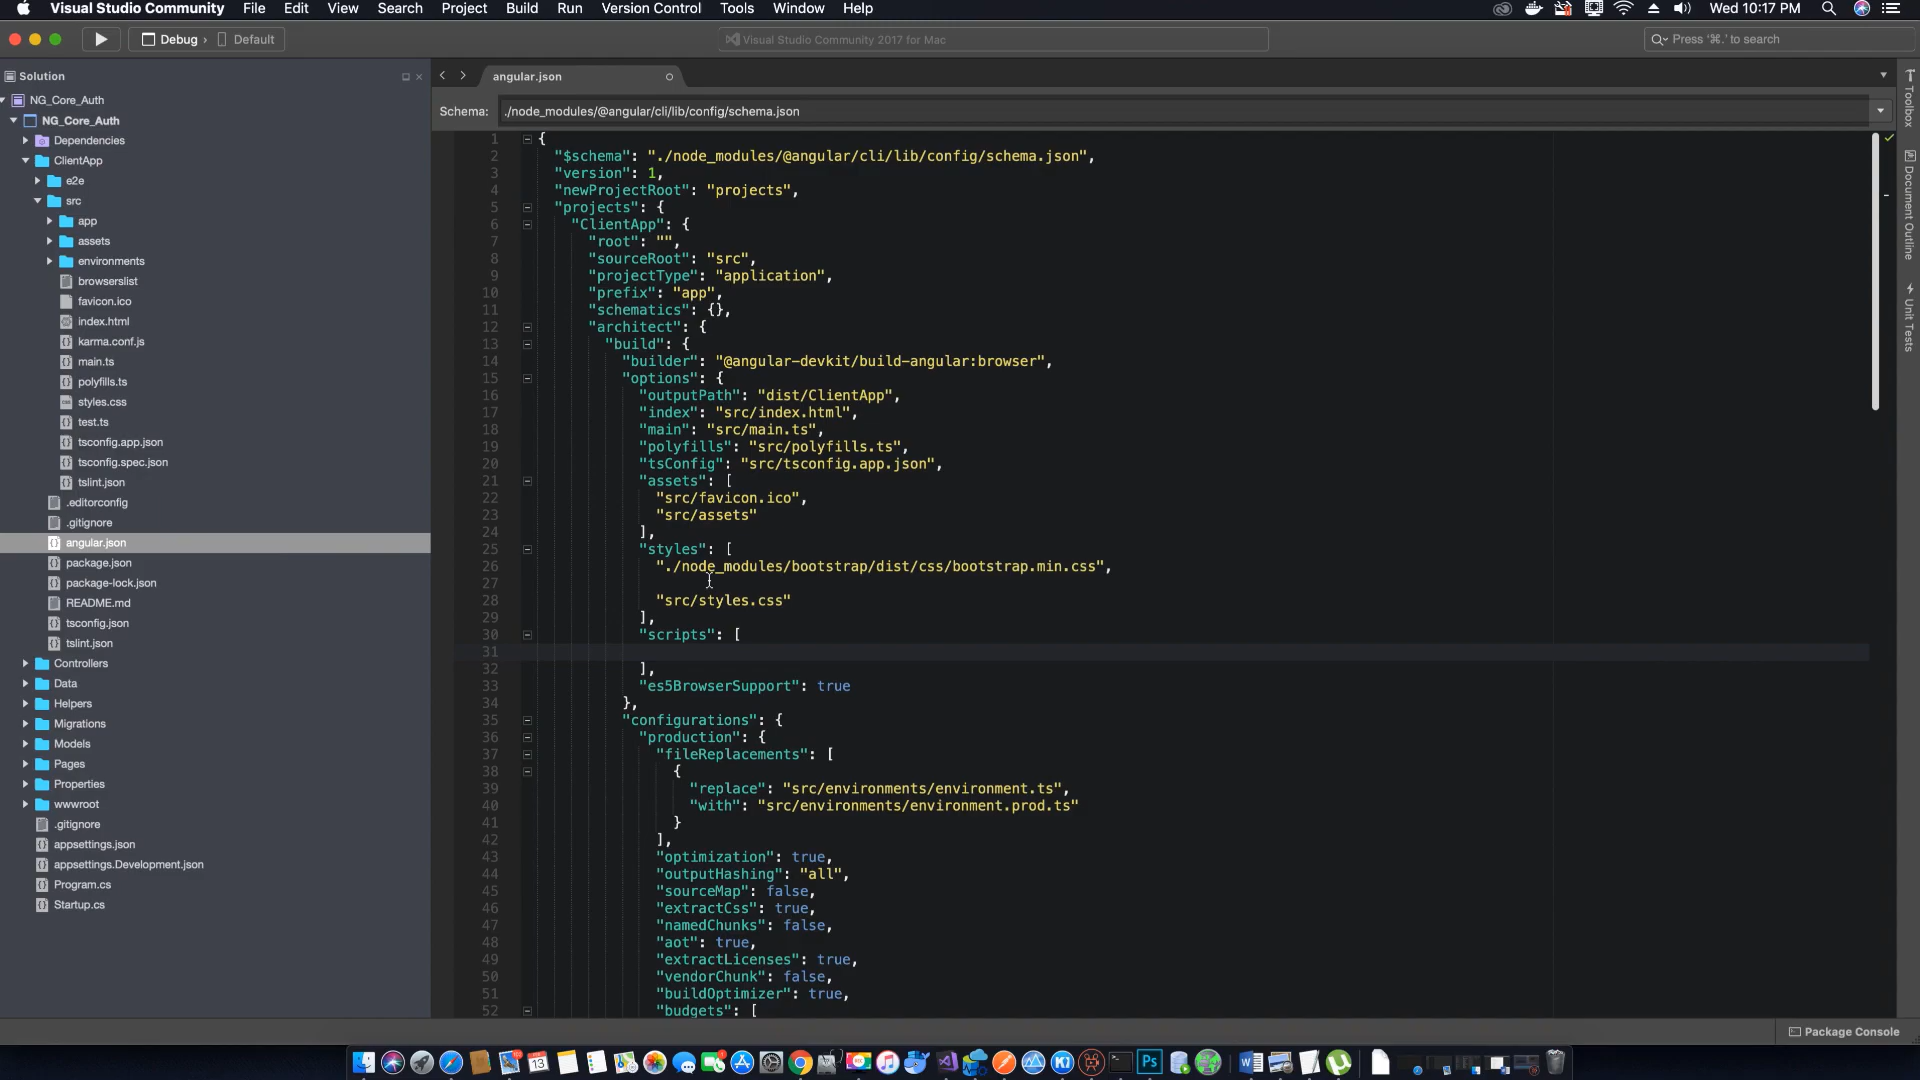 Visual Studio Community File Edit View Search Project Build Run Version Control Tools Window Help Wed 10:17 PM
Debug › Default
Visual Studio Community 2017 for Mac
Press '⌘.' to search
Solution
NG_Core_Auth
NG_Core_Auth
Dependencies
ClientApp
e2e
src
app
assets
environments
browserslist
favicon.ico
index.html
karma.conf.js
main.ts
polyfills.ts
styles.css
test.ts
tsconfig.app.json
tsconfig.spec.json
tslint.json
.editorconfig
.gitignore
angular.json
package.json
package-lock.json
README.md
tsconfig.json
tslint.json
Controllers
Data
Helpers
Migrations
Models
Pages
Properties
wwwroot
.gitignore
appsettings.json
appsettings.Development.json
Program.cs
Startup.cs
angular.json
Schema: ./node_modules/@angular/cli/lib/config/schema.json
1 {
2 "$schema": "./node_modules/@angular/cli/lib/config/schema.json",
3 "version": 1,
4 "newProjectRoot": "projects",
5 "projects": {
6 "ClientApp": {
7 "root": "",
8 "sourceRoot": "src",
9 "projectType": "application",
10 "prefix": "app",
11 "schematics": {},
12 "architect": {
13 "build": {
14 "builder": "@angular-devkit/build-angular:browser",
15 "options": {
16 "outputPath": "dist/ClientApp",
17 "index": "src/index.html",
18 "main": "src/main.ts",
19 "polyfills": "src/polyfills.ts",
20 "tsConfig": "src/tsconfig.app.json",
21 "assets": [
22 "src/favicon.ico",
23 "src/assets"
24 ],
25 "styles": [
26 "./node_modules/bootstrap/dist/css/bootstrap.min.css",
27
28 "src/styles.css"
29 ],
30 "scripts": [
31
32 ],
33 "es5BrowserSupport": true
34 },
35 "configurations": {
36 "production": {
37 "fileReplacements": [
38 {
39 "replace": "src/environments/environment.ts",
40 "with": "src/environments/environment.prod.ts"
41 }
42 ],
43 "optimization": true,
44 "outputHashing": "all",
45 "sourceMap": false,
46 "extractCss": true,
47 "namedChunks": false,
48 "aot": true,
49 "extractLicenses": true,
50 "vendorChunk": false,
51 "buildOptimizer": true,
52 "budgets": [
Toolbox
Document Outline
Unit Tests
Package Console
13
Ps